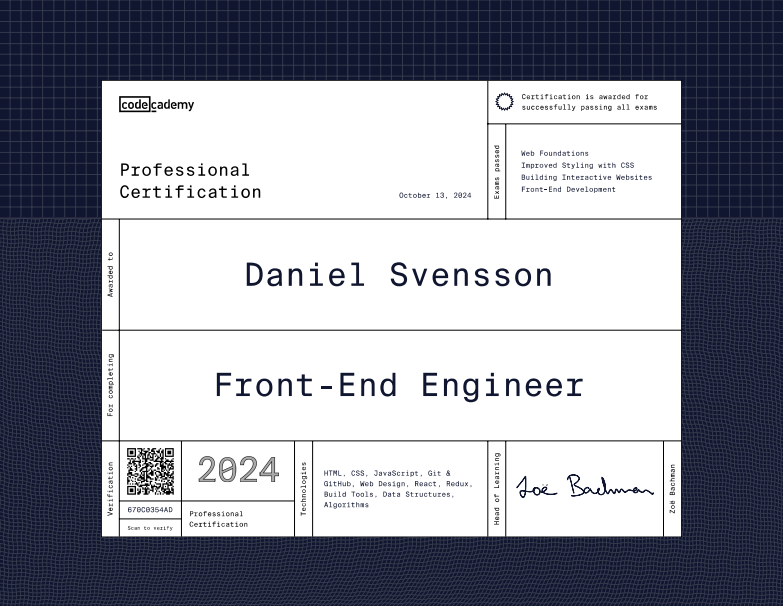 codecademy
Certification is awarded for
successfully passing all exams
Professional
Certification
October 13, 2024
Exams passed
Web Foundations
Improved Styling with CSS
Building Interactive Websites
Front-End Development
Awarded to
Daniel Svensson
For completing
Front-End Engineer
Verification
670C0354AD
Scan to verify
2024
Professional
Certification
Technologies
HTML, CSS, JavaScript, Git &
GitHub, Web Design, React, Redux,
Build Tools, Data Structures,
Algorithms
Head of Learning
Zoë Bachman
Zoë Bachman